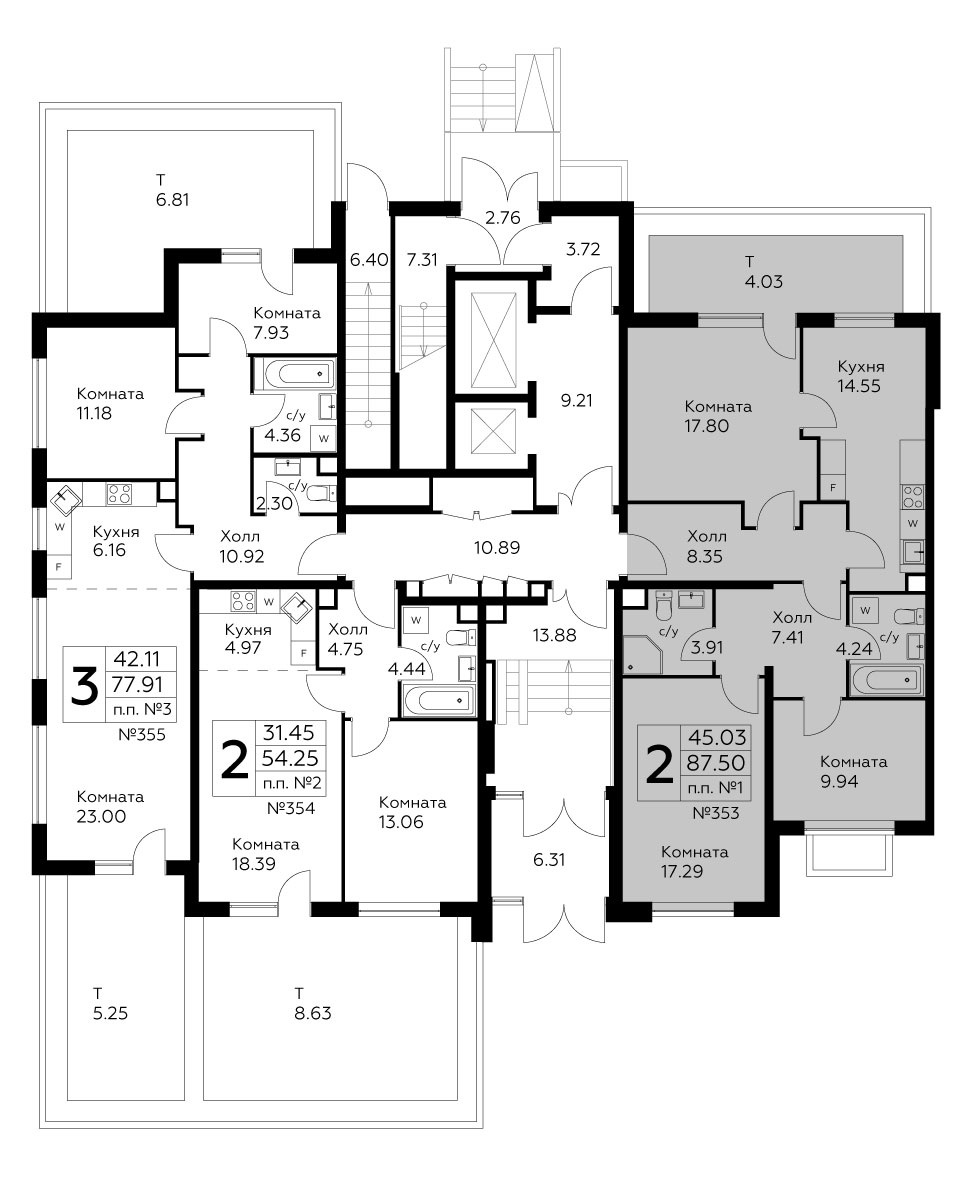 Т
6.81
2.76
3.72
6.40
7.31
Т
4.03
Комната
7.93
Комната
11.18
с/у
4.36
W
9.21
Комната
17.80
Кухня
14.55
F
W
с/у
2.30
W
F
Кухня
6.16
Холл
10.92
10.89
Холл
8.35
W
Кухня
4.97
F
Холл
4.75
W
с/у
4.44
13.88
с/у
3.91
Холл
7.41
W
с/у
4.24
3
42.11
77.91
п.п. №3
№355
2
31.45
54.25
п.п. №2
№354
2
45.03
87.50
п.п. №1
№353
Комната
9.94
Комната
23.00
Комната
18.39
Комната
13.06
6.31
Комната
17.29
Т
5.25
Т
8.63